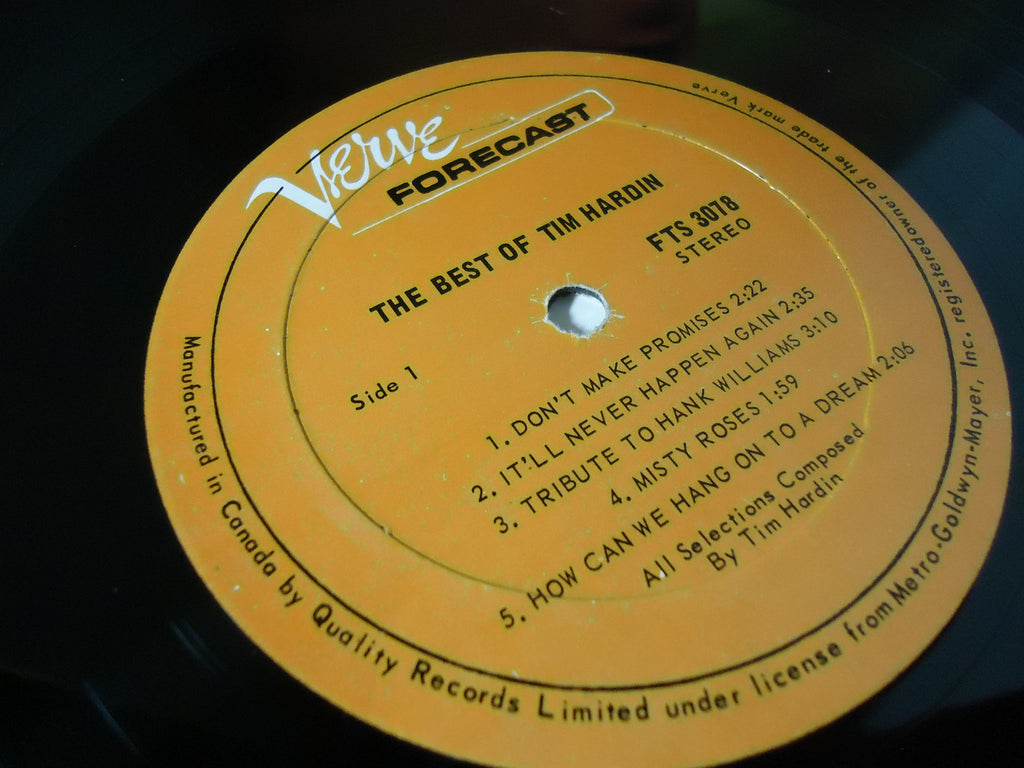 Verve
FORECAST
THE BEST OF TIM HARDIN
FTS 3078
STEREO
Side 1
1. DON'T MAKE PROMISES 2:22
2. IT'LL NEVER HAPPEN AGAIN 2:35
3. TRIBUTE TO HANK WILLIAMS 3:10
4. MISTY ROSES 1:59
5. HOW CAN WE HANG ON TO A DREAM 2:06
All Selections Composed
By Tim Hardin
Manufactured in Canada by Quality Records Limited under license from Metro-Goldwyn-Mayer, Inc. registered owner of the trade mark Verve